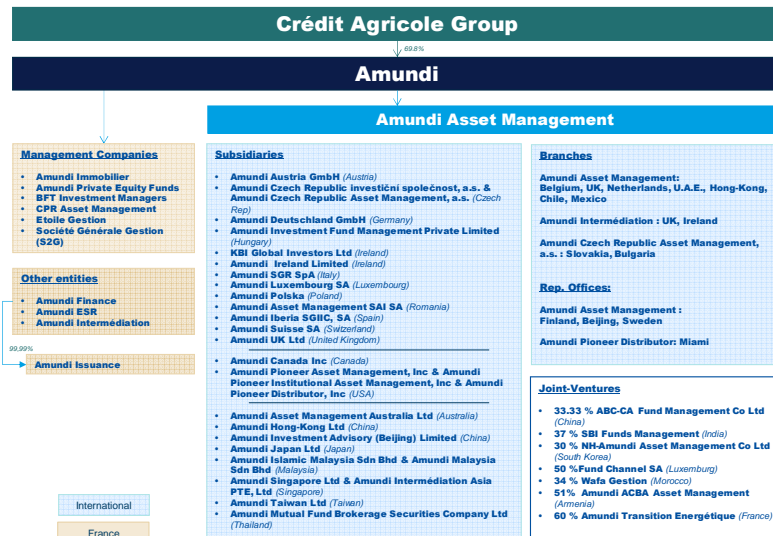 Crédit Agricole Group
69.8%
Amundi
Amundi Asset Management
Management Companies
• Amundi Immobilier
• Amundi Private Equity Funds
• BFT Investment Managers
• CPR Asset Management
• Etoile Gestion
• Société Générale Gestion
(S2G)
Other entities
• Amundi Finance
• Amundi ESR
• Amundi Intermédiation
99,99%
Amundi Issuance
Subsidiaries
• Amundi Austria GmbH (Austria)
• Amundi Czech Republic investiční společnost, a.s. &
Amundi Czech Republic Asset Management, a.s. (Czech
Rep)
• Amundi Deutschland GmbH (Germany)
• Amundi Investment Fund Management Private Limited
(Hungary)
• KBI Global Investors Ltd (Ireland)
• Amundi Ireland Limited (Ireland)
• Amundi SGR SpA (Italy)
• Amundi Luxembourg SA (Luxembourg)
• Amundi Polska (Poland)
• Amundi Asset Management SAI SA (Romania)
• Amundi Iberia SGIIC, SA (Spain)
• Amundi Suisse SA (Switzerland)
• Amundi UK Ltd (United Kingdom)
• Amundi Canada Inc (Canada)
• Amundi Pioneer Asset Management, Inc & Amundi
Pioneer Institutional Asset Management, Inc & Amundi
Pioneer Distributor, Inc (USA)
• Amundi Asset Management Australia Ltd (Australia)
• Amundi Hong-Kong Ltd (China)
• Amundi Investment Advisory (Beijing) Limited (China)
• Amundi Japan Ltd (Japan)
• Amundi Islamic Malaysia Sdn Bhd & Amundi Malaysia
Sdn Bhd (Malaysia)
• Amundi Singapore Ltd & Amundi Intermédiation Asia
PTE, Ltd (Singapore)
• Amundi Taiwan Ltd (Taiwan)
• Amundi Mutual Fund Brokerage Securities Company Ltd
(Thailand)
Branches
Amundi Asset Management:
Belgium, UK, Netherlands, U.A.E., Hong-Kong,
Chile, Mexico
Amundi Intermédiation : UK, Ireland
Amundi Czech Republic Asset Management,
a.s. : Slovakia, Bulgaria
Rep. Offices:
Amundi Asset Management :
Finland, Beijing, Sweden
Amundi Pioneer Distributor: Miami
Joint-Ventures
• 33.33 % ABC-CA Fund Management Co Ltd
(China)
• 37 % SBI Funds Management (India)
• 30 % NH-Amundi Asset Management Co Ltd
(South Korea)
• 50 %Fund Channel SA (Luxemburg)
• 34 % Wafa Gestion (Morocco)
• 51% Amundi ACBA Asset Management
(Armenia)
• 60 % Amundi Transition Energétique (France)
International
France